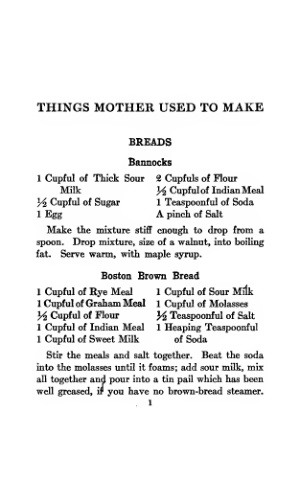 THINGS MOTHER USED TO MAKE
BREADS
Bannocks
1 Cupful of Thick Sour Milk
½ Cupful of Sugar
1 Egg
2 Cupfuls of Flour
½ Cupful of Indian Meal
1 Teaspoonful of Soda
A pinch of Salt
Make the mixture stiff enough to drop from a
spoon. Drop mixture, size of a walnut, into boiling
fat. Serve warm, with maple syrup.
Boston Brown Bread
1 Cupful of Rye Meal
1 Cupful of Graham Meal
½ Cupful of Flour
1 Cupful of Indian Meal
1 Cupful of Sweet Milk
1 Cupful of Sour Milk
1 Cupful of Molasses
½ Teaspoonful of Salt
1 Heaping Teaspoonful
of Soda
Stir the meals and salt together. Beat the soda
into the molasses until it foams; add sour milk, mix
all together and pour into a tin pail which has been
well greased, if you have no brown-bread steamer.
1